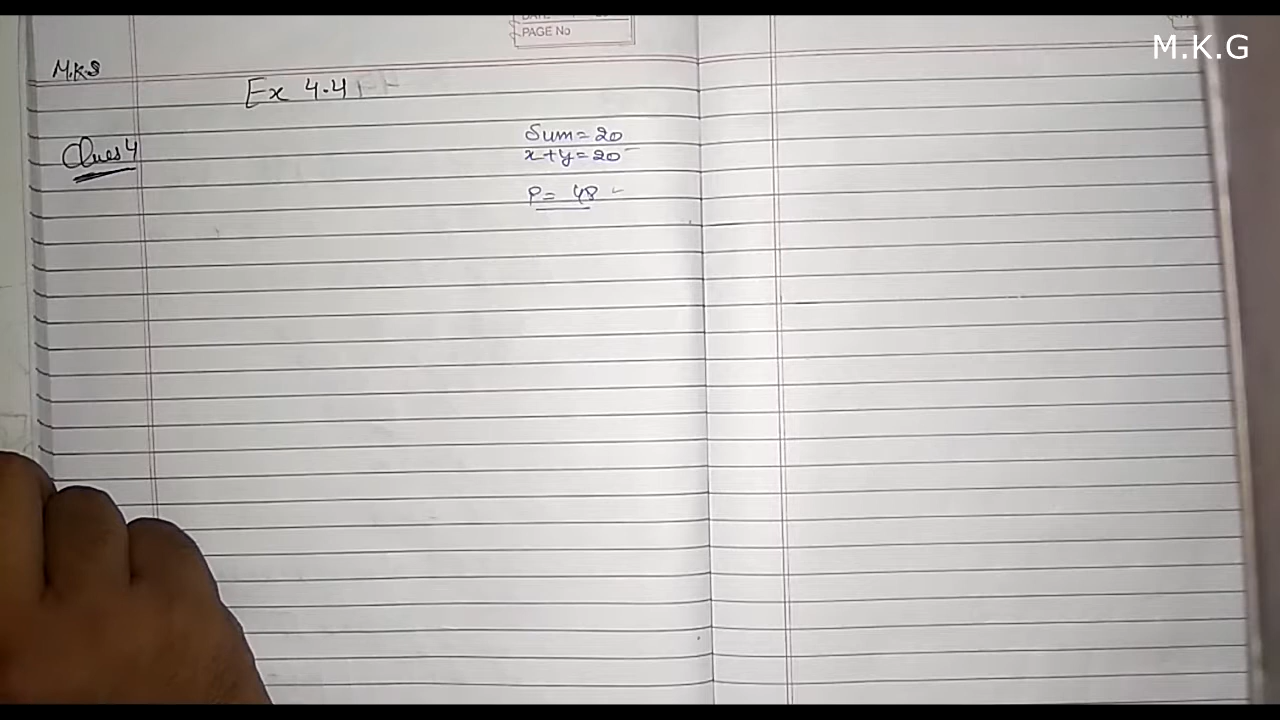 PAGE No
M.K.G
M.K.S
Ex 4.4
Ques 4
Sum = 20
x+y = 20
P = 48